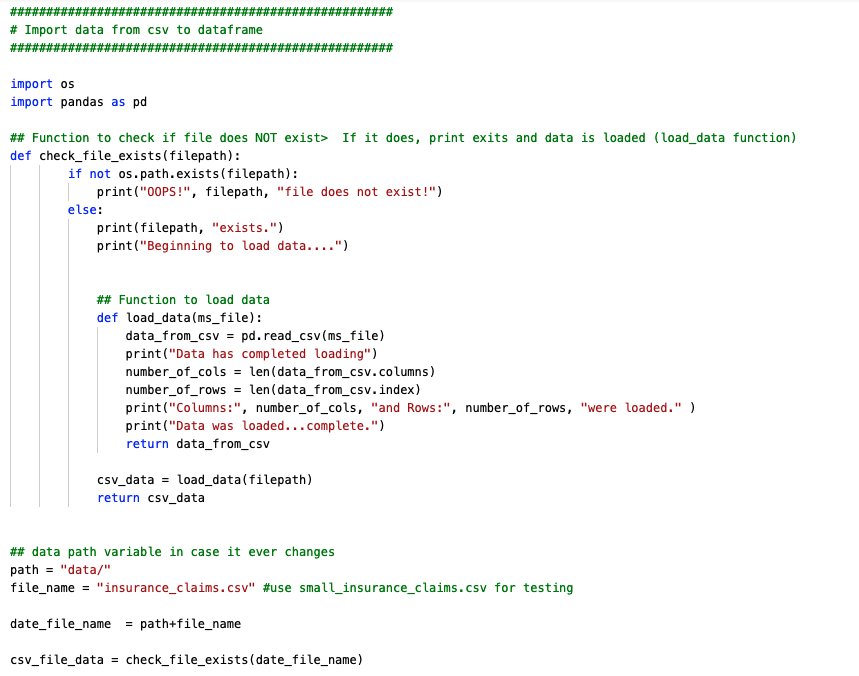 #####################################################
# Import data from csv to dataframe
#####################################################
import os
import pandas as pd
## Function to check if file does NOT exist>  If it does, print exits and data is loaded (load_data function)
def check_file_exists(filepath):
        if not os.path.exists(filepath):
            print("OOPS!", filepath, "file does not exist!")
        else:
            print(filepath, "exists.")
            print("Beginning to load data....")
            ## Function to load data
            def load_data(ms_file):
                data_from_csv = pd.read_csv(ms_file)
                print("Data has completed loading")
                number_of_cols = len(data_from_csv.columns)
                number_of_rows = len(data_from_csv.index)
                print("Columns:", number_of_cols, "and Rows:", number_of_rows, "were loaded." )
                print("Data was loaded...complete.")
                return data_from_csv
            csv_data = load_data(filepath)
            return csv_data
## data path variable in case it ever changes
path = "data/"
file_name = "insurance_claims.csv" #use small_insurance_claims.csv for testing
date_file_name  = path+file_name
csv_file_data = check_file_exists(date_file_name)